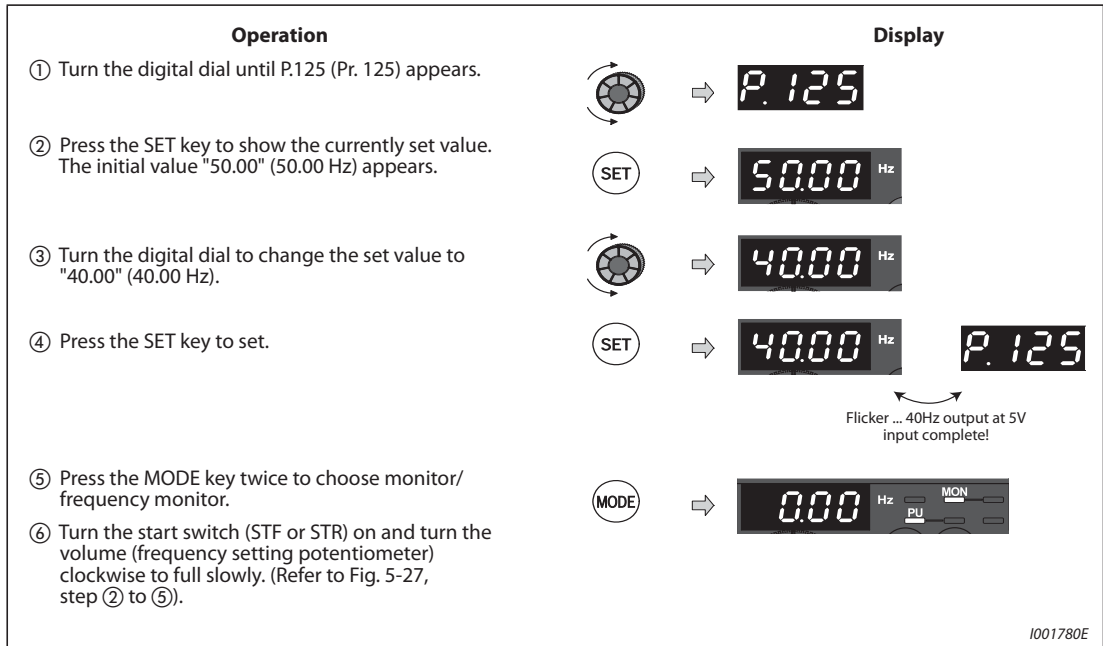 Operation
Display
① Turn the digital dial until P.125 (Pr. 125) appears.
P. 125
② Press the SET key to show the currently set value.
The initial value "50.00" (50.00 Hz) appears.
SET
50.00 Hz
③ Turn the digital dial to change the set value to
"40.00" (40.00 Hz).
40.00 Hz
④ Press the SET key to set.
SET
40.00 Hz
P. 125
Flicker ... 40Hz output at 5V
input complete!
⑤ Press the MODE key twice to choose monitor/
frequency monitor.
MODE
0.00 Hz
MON
PU
⑥ Turn the start switch (STF or STR) on and turn the
volume (frequency setting potentiometer)
clockwise to full slowly. (Refer to Fig. 5-27,
step ② to ⑤).
I001780E